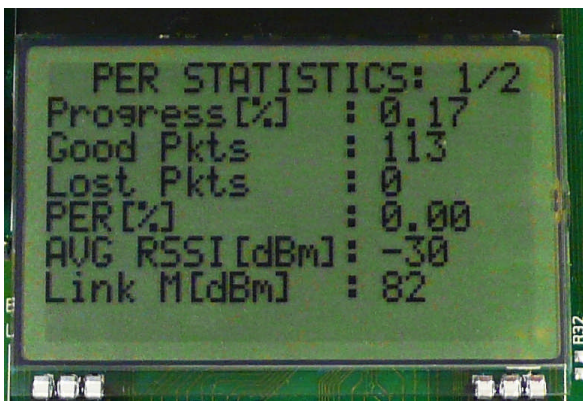 PER STATISTICS: 1/2
Progress[%] : 0.17
Good Pkts : 113
Lost Pkts : 0
PER[%] : 0.00
AVG RSSI[dBm]: -30
Link M[dBm] : 82
R32